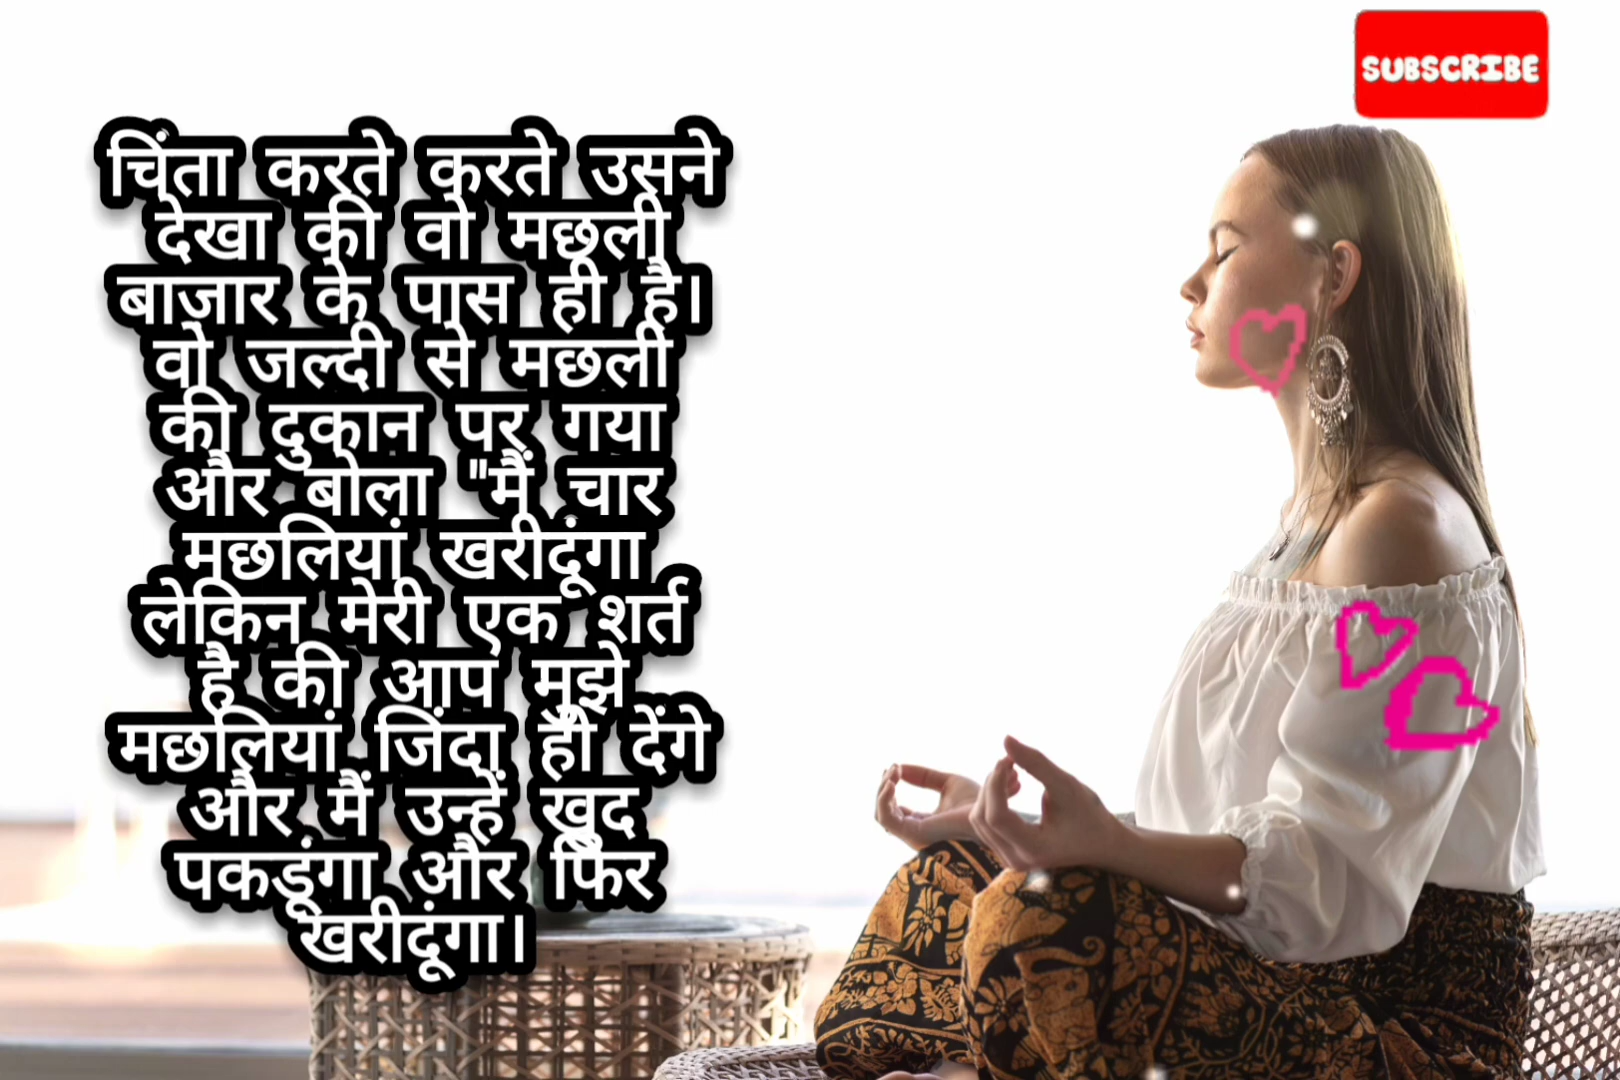 SUBSCRIBE
चिंता करते करते उसने
देखा की वो मछली
बाजार के पास ही है।
वो जल्दी से मछली
की दुकान पर गया
और बोला "मैं चार
मछलियां खरीदूंगा
लेकिन मेरी एक शर्त
है की आप मुझे
मछलियां जिंदा ही देंगे
और मैं उन्हें खुद
पकडूंगा और फिर
खरीदूंगा।